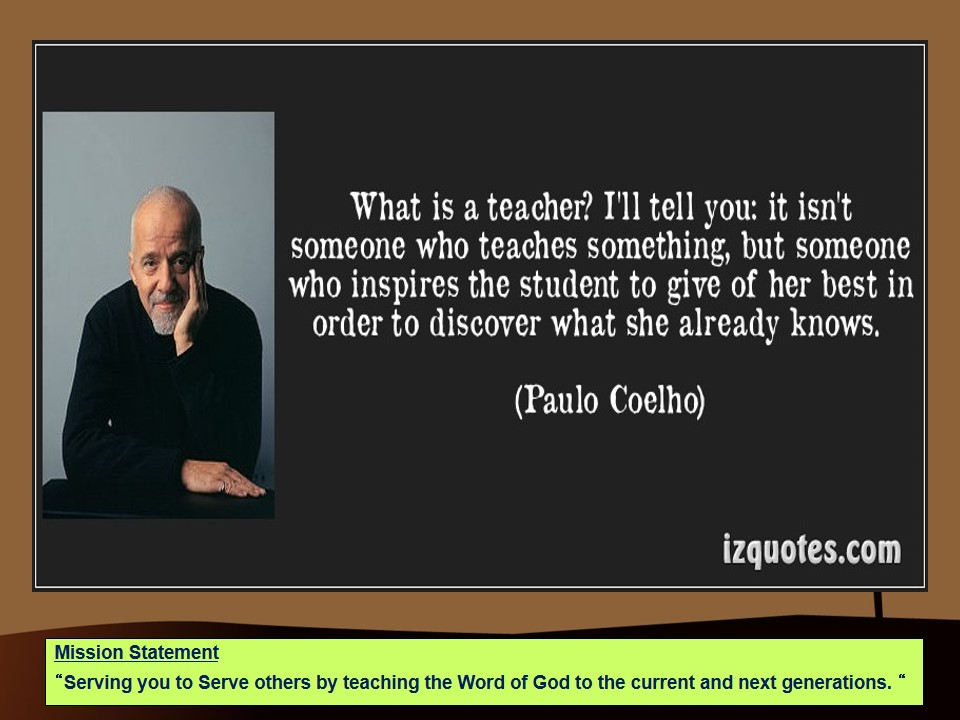 What is a teacher? I'll tell you: it isn't
someone who teaches something, but someone
who inspires the student to give of her best in
order to discover what she already knows.
(Paulo Coelho)
izquotes.com
Mission Statement
“Serving you to Serve others by teaching the Word of God to the current and next generations. “